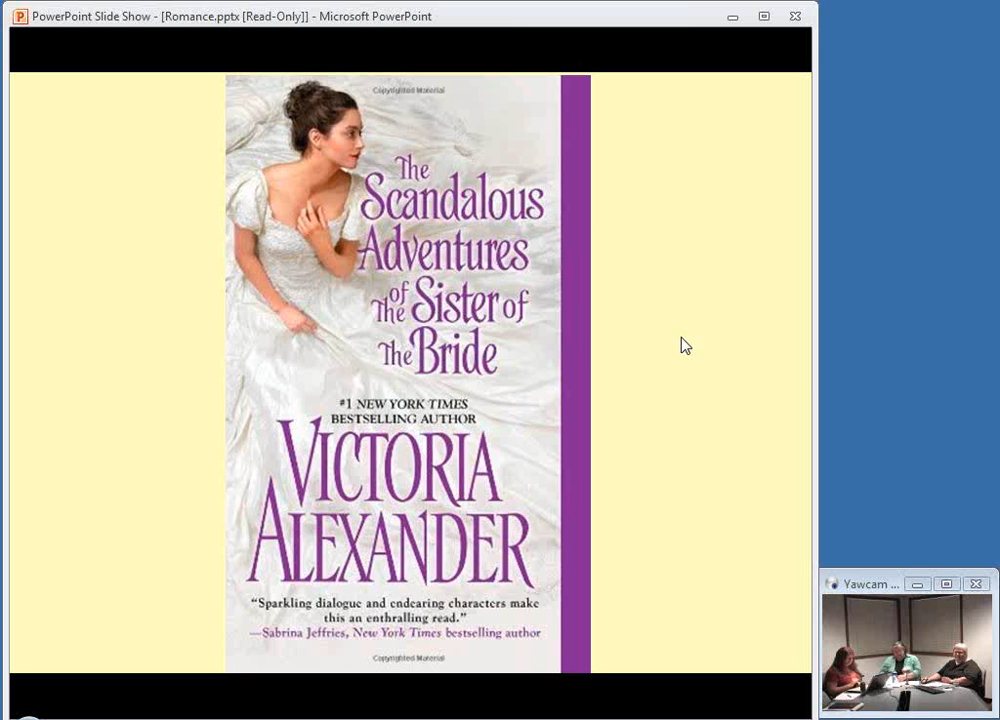 PowerPoint Slide Show - [Romance.pptx [Read-Only]] - Microsoft PowerPoint
Copyrighted Material
The
Scandalous
Adventures
of
The Sister of
The Bride
#1 NEW YORK TIMES
BESTSELLING AUTHOR
VICTORIA
ALEXANDER
“Sparkling dialogue and endearing characters make
this an enthralling read.”
—Sabrina Jeffries, New York Times bestselling author
Copyrighted Material
Yawcam ...